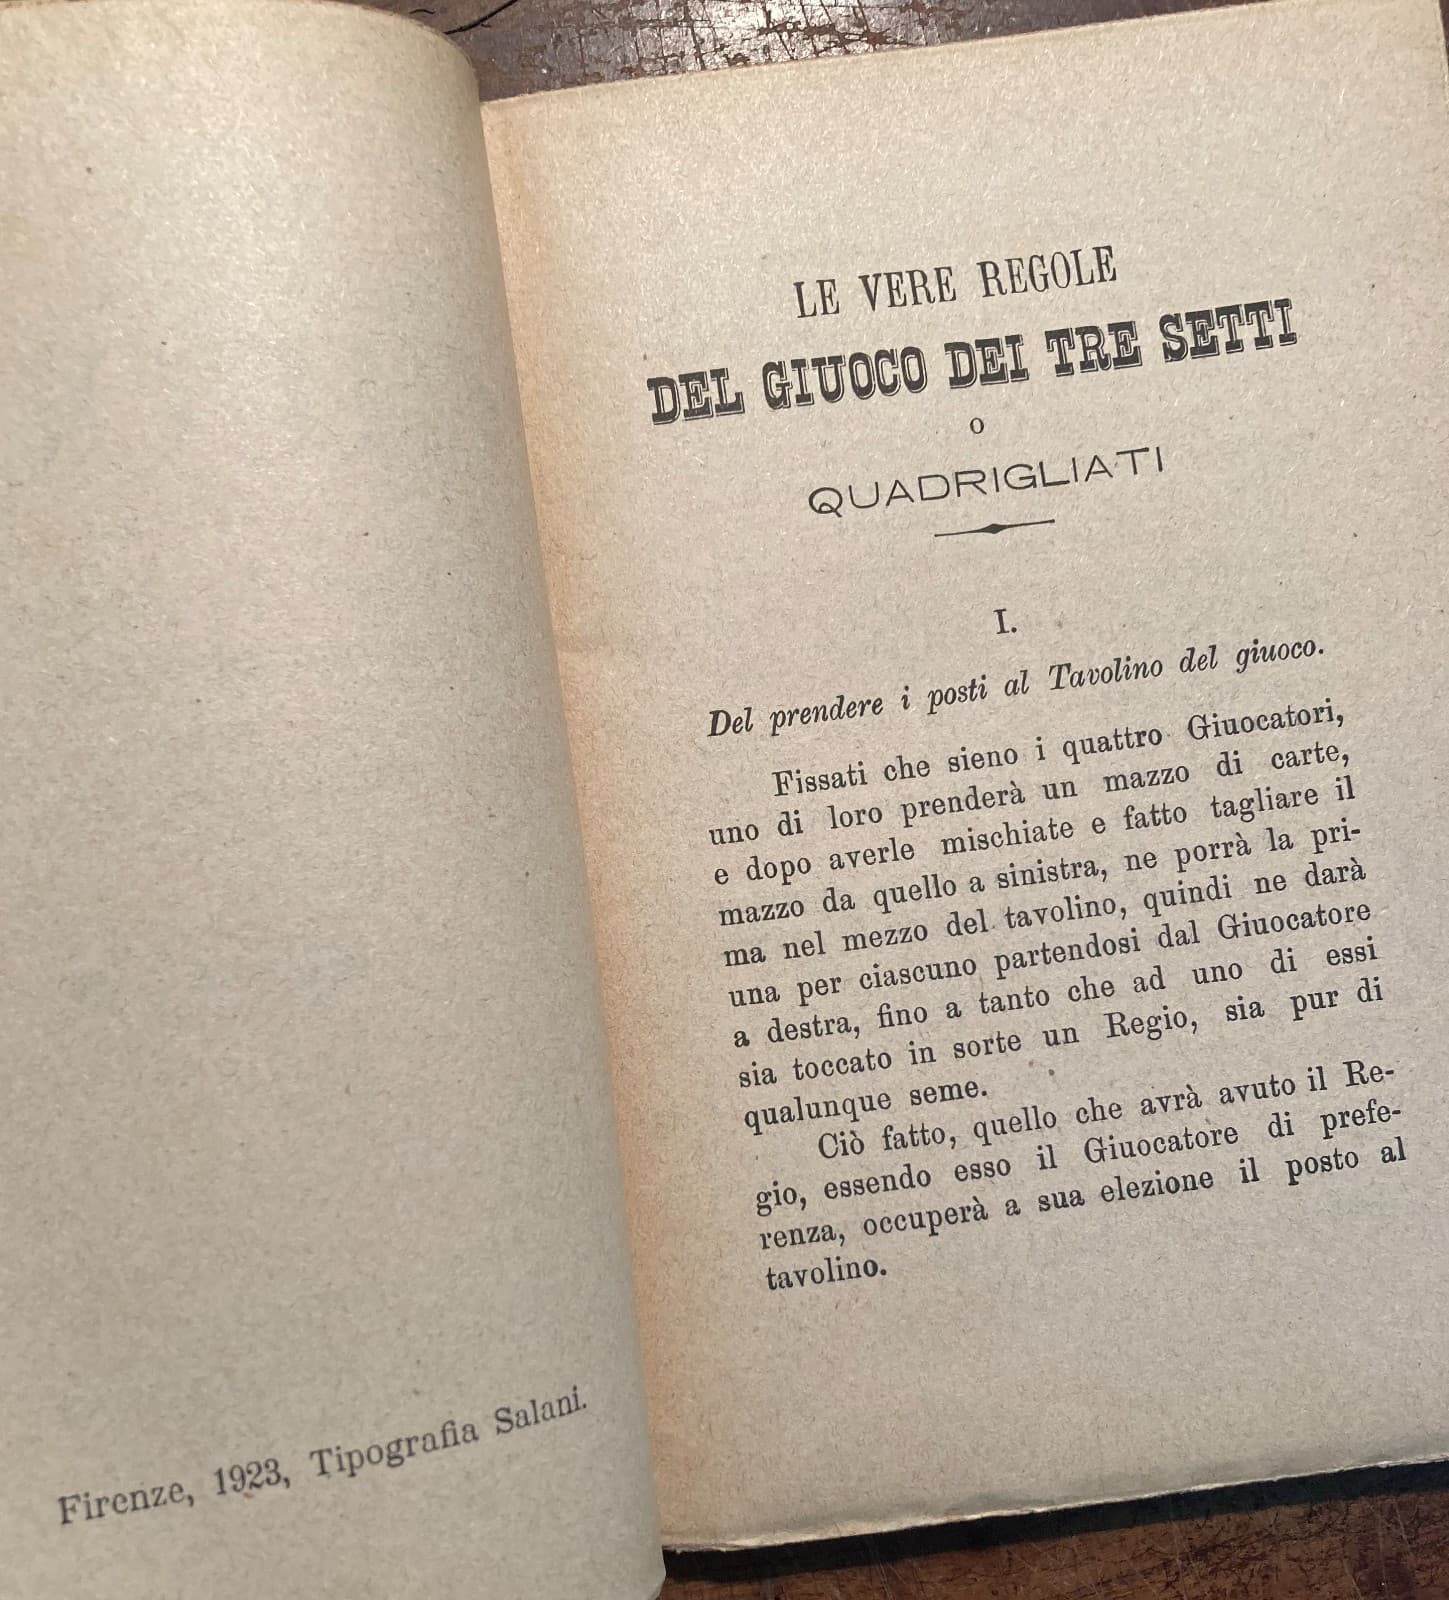 Firenze, 1923, Tipografia Salani.
LE VERE REGOLE
DEL GIUOCO DEI TRE SETTI
o
QUADRIGLIATI
I.
Del prendere i posti al Tavolino del giuoco.
Fissati che sieno i quattro Giuocatori,
uno di loro prenderà un mazzo di carte,
e dopo averle mischiate e fatto tagliare il
mazzo da quello a sinistra, ne porrà la pri-
ma nel mezzo del tavolino, quindi ne darà
una per ciascuno partendosi dal Giuocatore
a destra, fino a tanto che ad uno di essi
sia toccato in sorte un Regio, sia pur di
qualunque seme.
Ciò fatto, quello che avrà avuto il Re-
gio, essendo esso il Giuocatore di prefe-
renza, occuperà a sua elezione il posto al
tavolino.